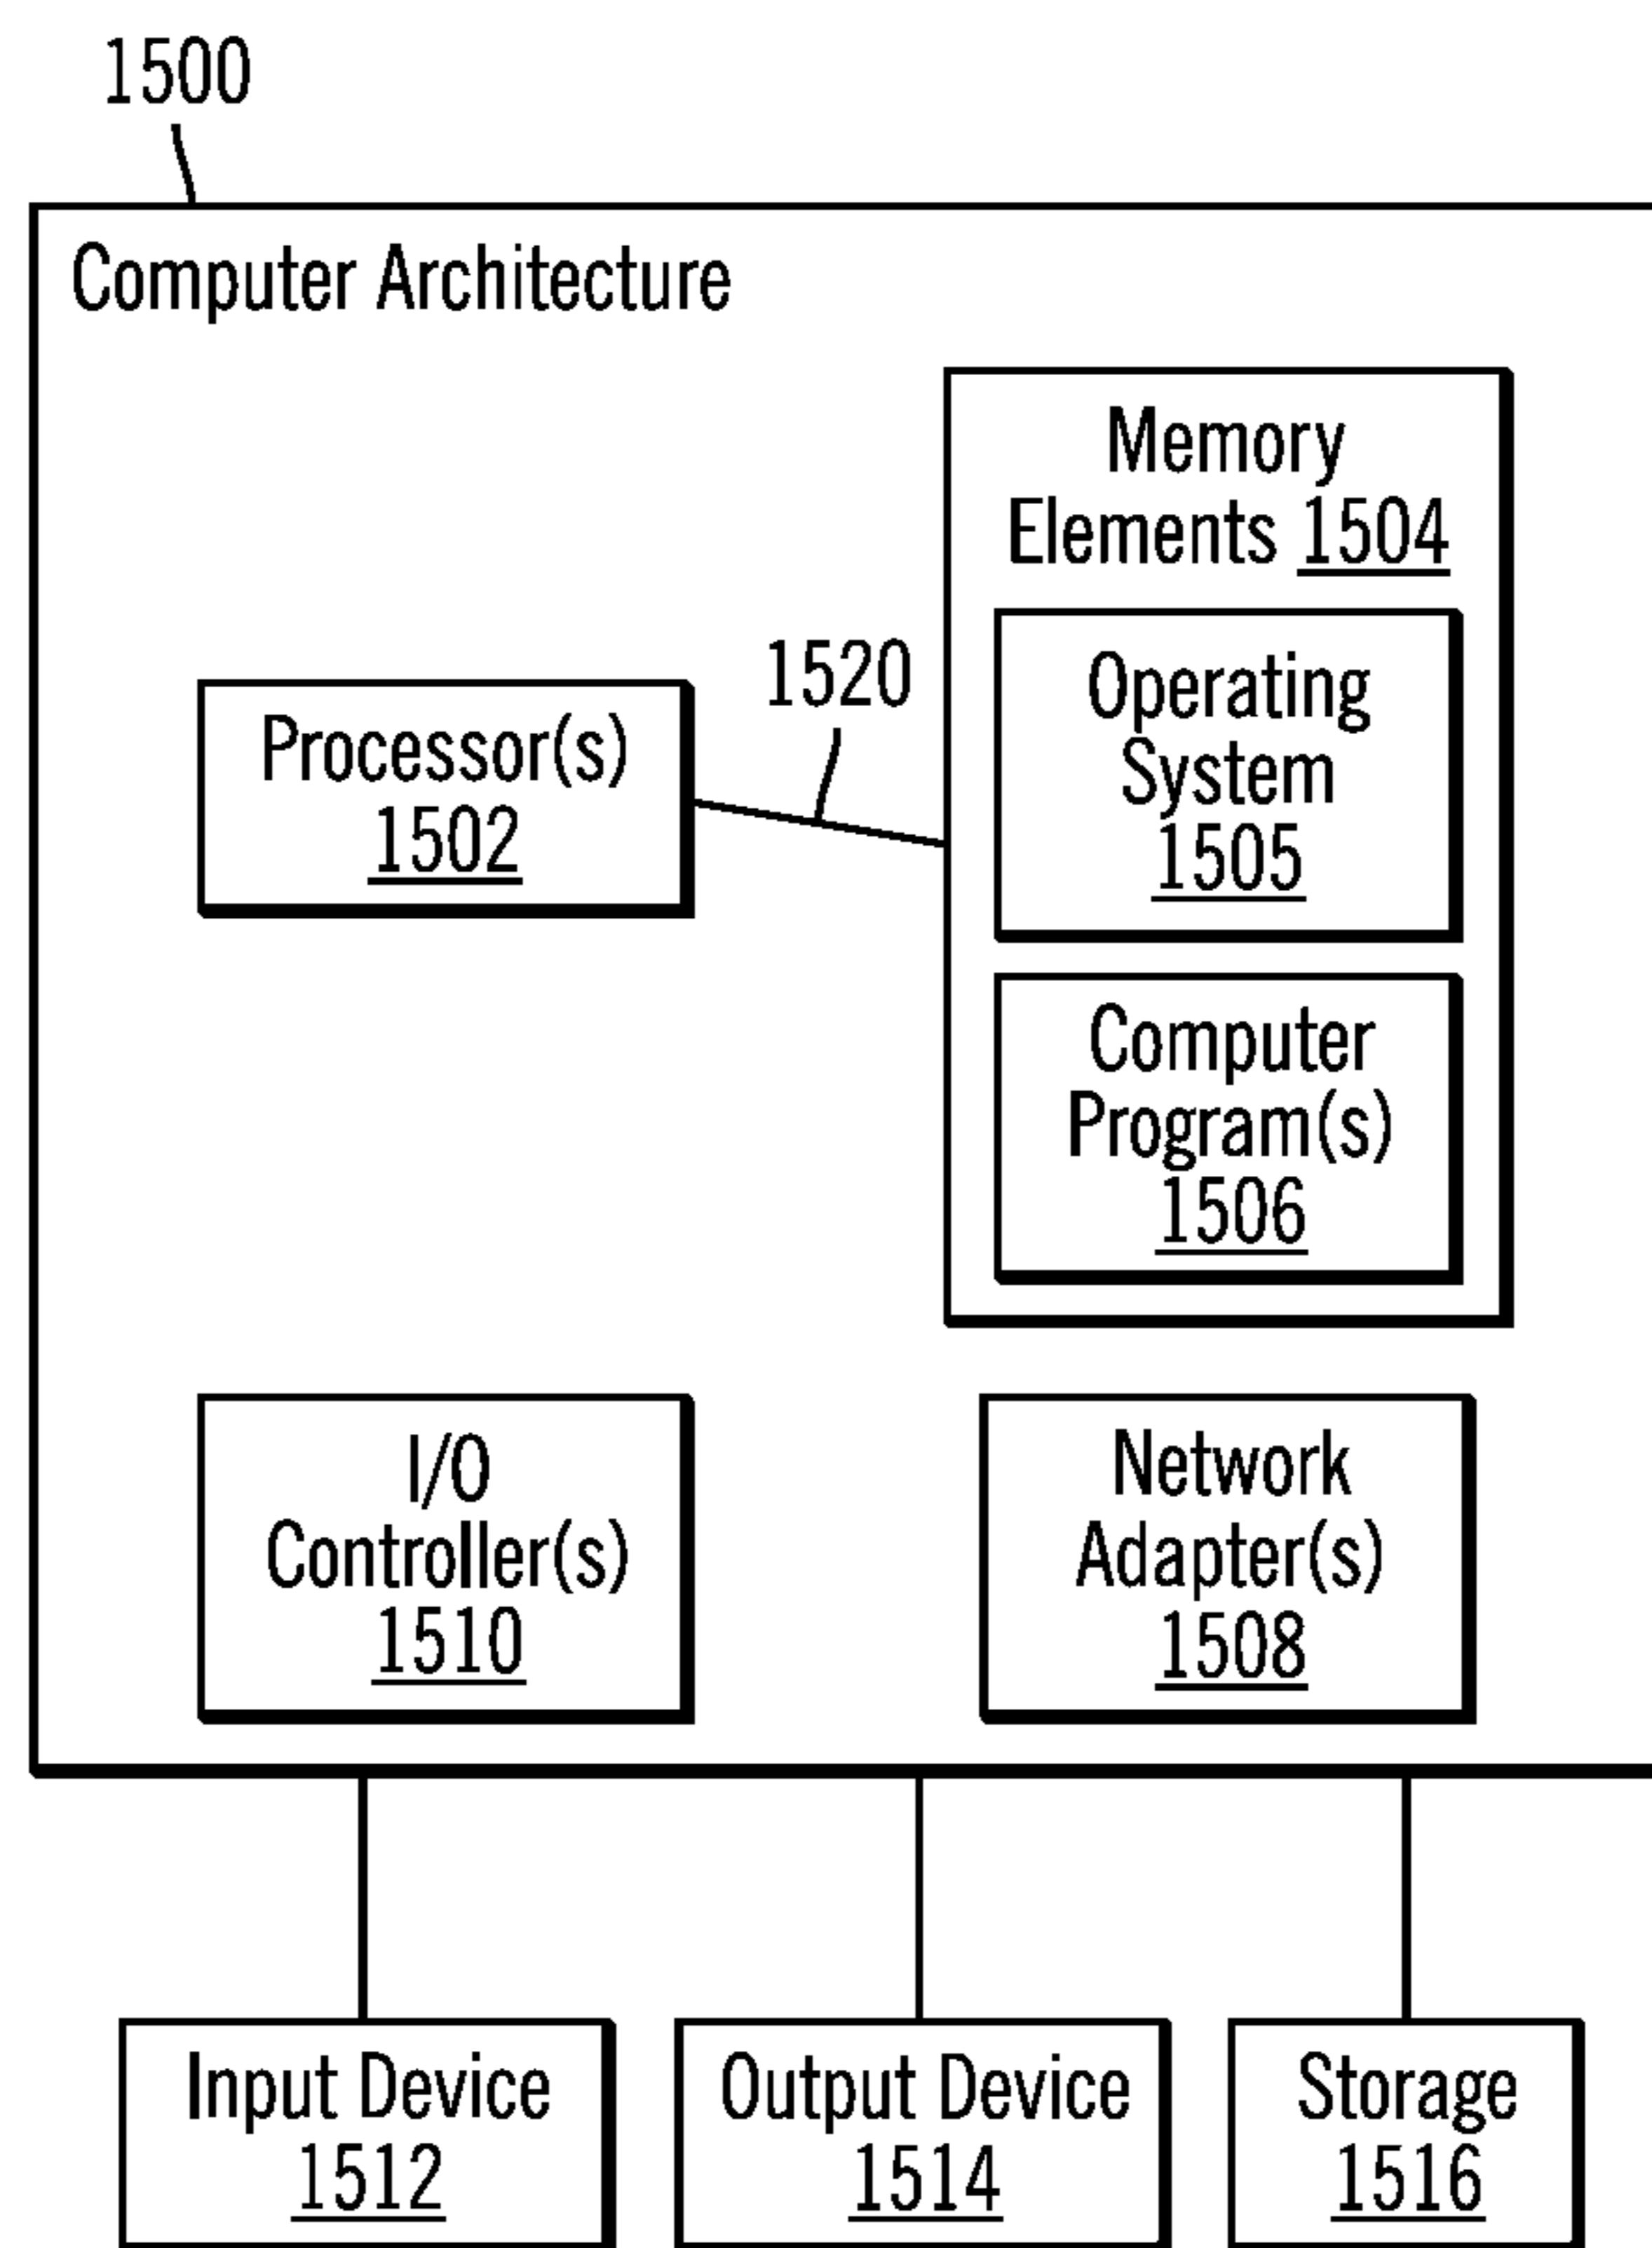 1500
Computer Architecture
Memory
Elements 1504
1520
Operating
System
1505
Processor(s)
1502
Computer
Program(s)
1506
I/O
Controller(s)
1510
Network
Adapter(s)
1508
Input Device
1512
Output Device
1514
Storage
1516